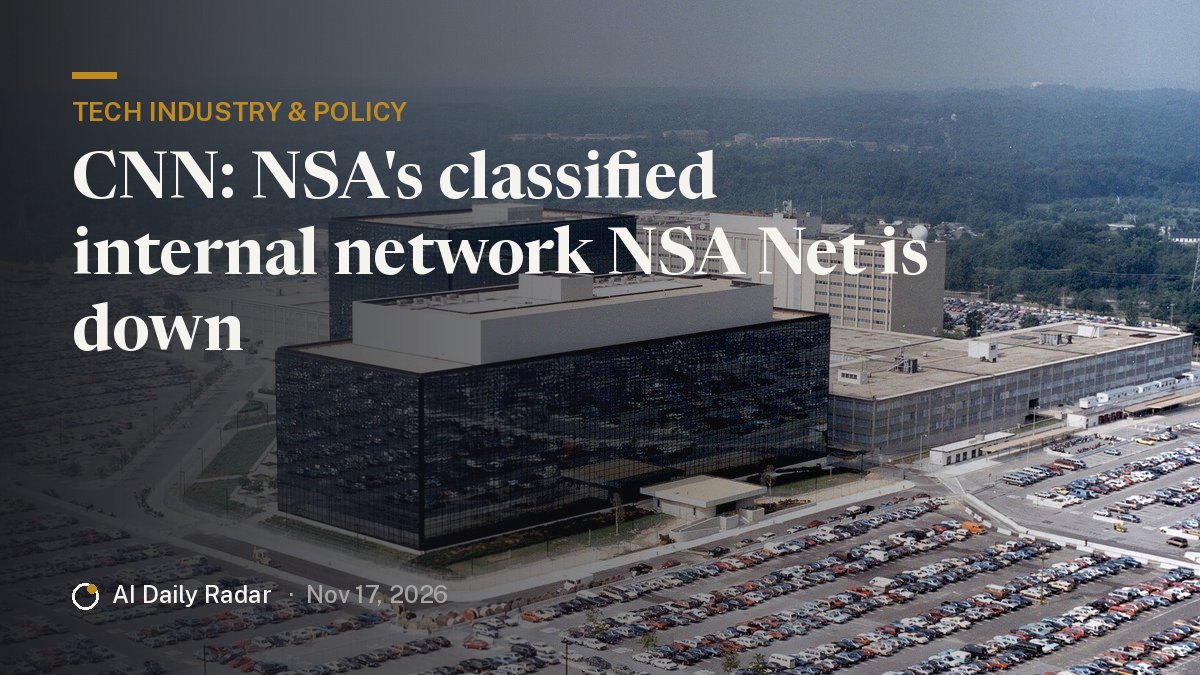 TECH INDUSTRY & POLICY
CNN: NSA's classified
internal network NSA Net is
down
AI Daily Radar · Nov 17, 2026